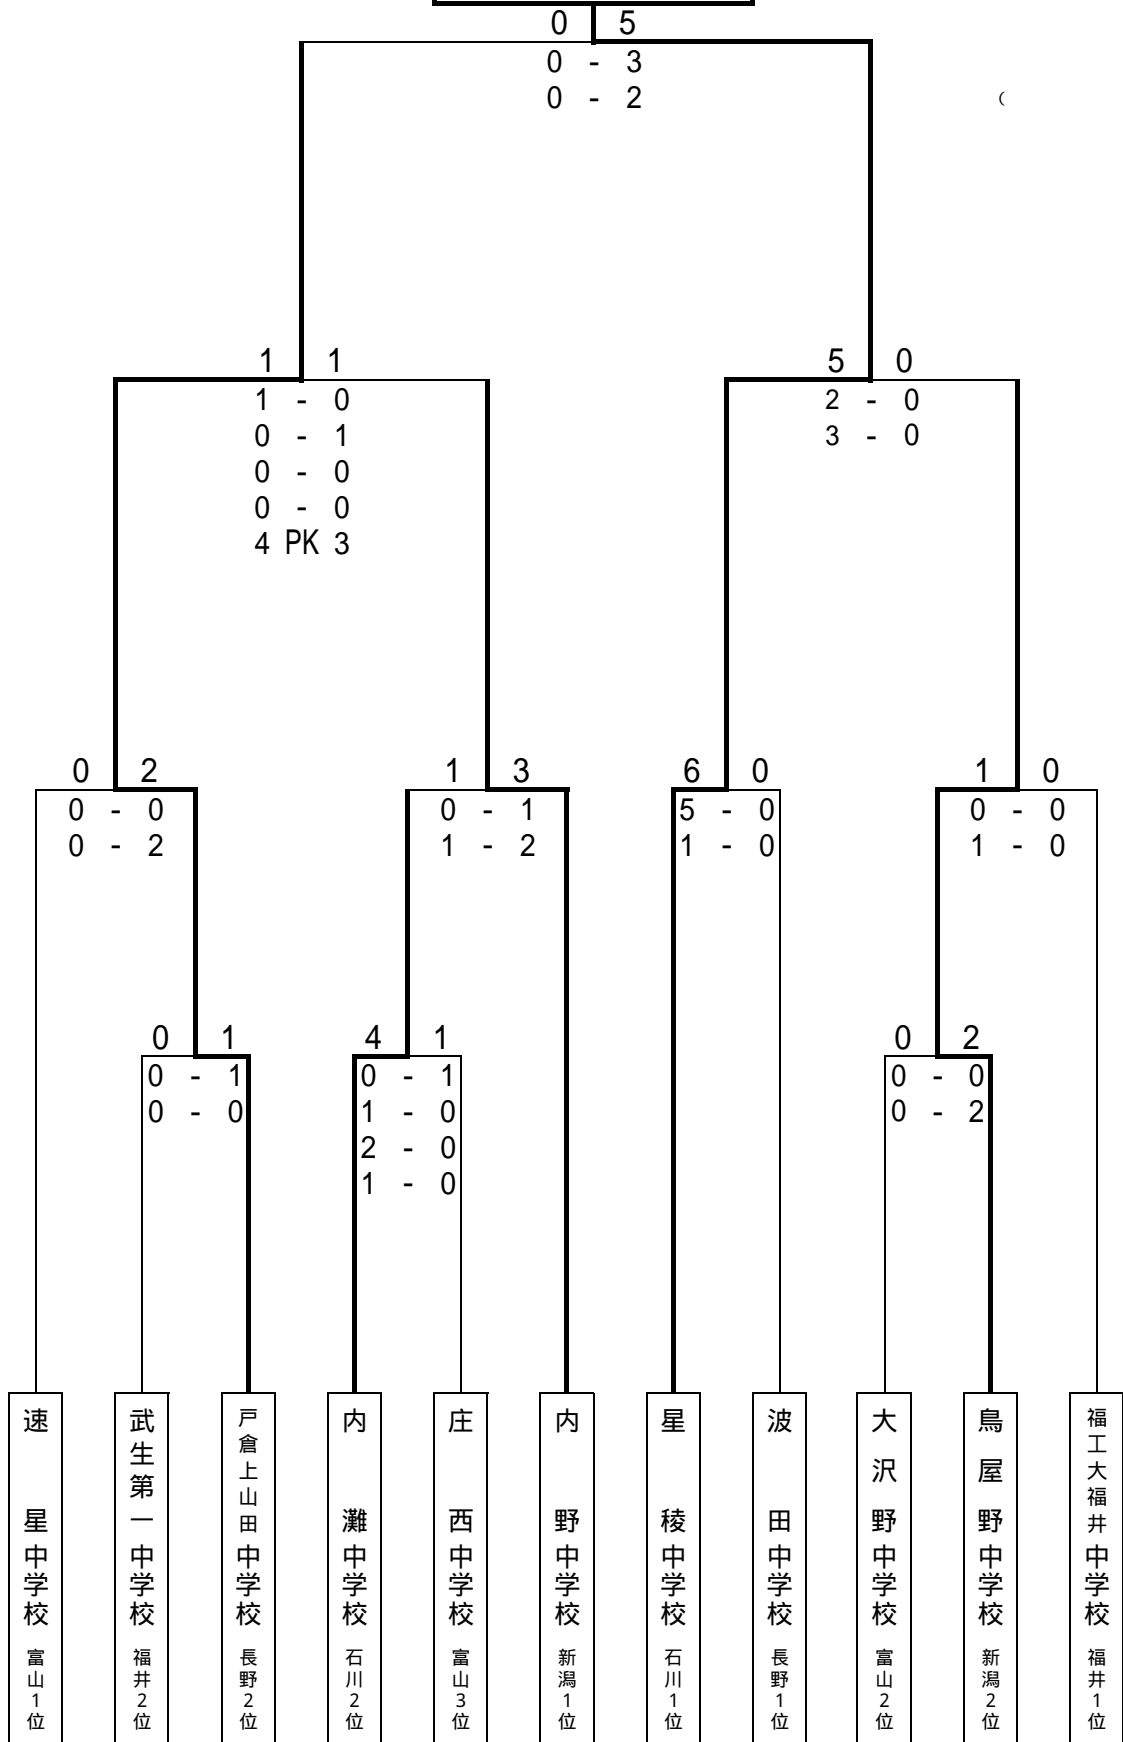 0 5
0 - 3
0 - 2
(
1 1
1 - 0
0 - 1
0 - 0
0 - 0
4 PK 3
5 0
2 - 0
3 - 0
0 2
0 - 0
0 - 2
1 3
0 - 1
1 - 2
6 0
5 - 0
1 - 0
1 0
0 - 0
1 - 0
0 1
0 - 1
0 - 0
4 1
0 - 1
1 - 0
2 - 0
1 - 0
0 2
0 - 0
0 - 2
速星中学校 富山1位
武生第一中学校 福井2位
戸倉上山田中学校 長野2位
内灘中学校 石川2位
庄西中学校 富山3位
内野中学校 新潟1位
星稜中学校 石川1位
波田中学校 長野1位
大沢野中学校 富山2位
鳥屋野中学校 新潟2位
福工大福井中学校 福井1位